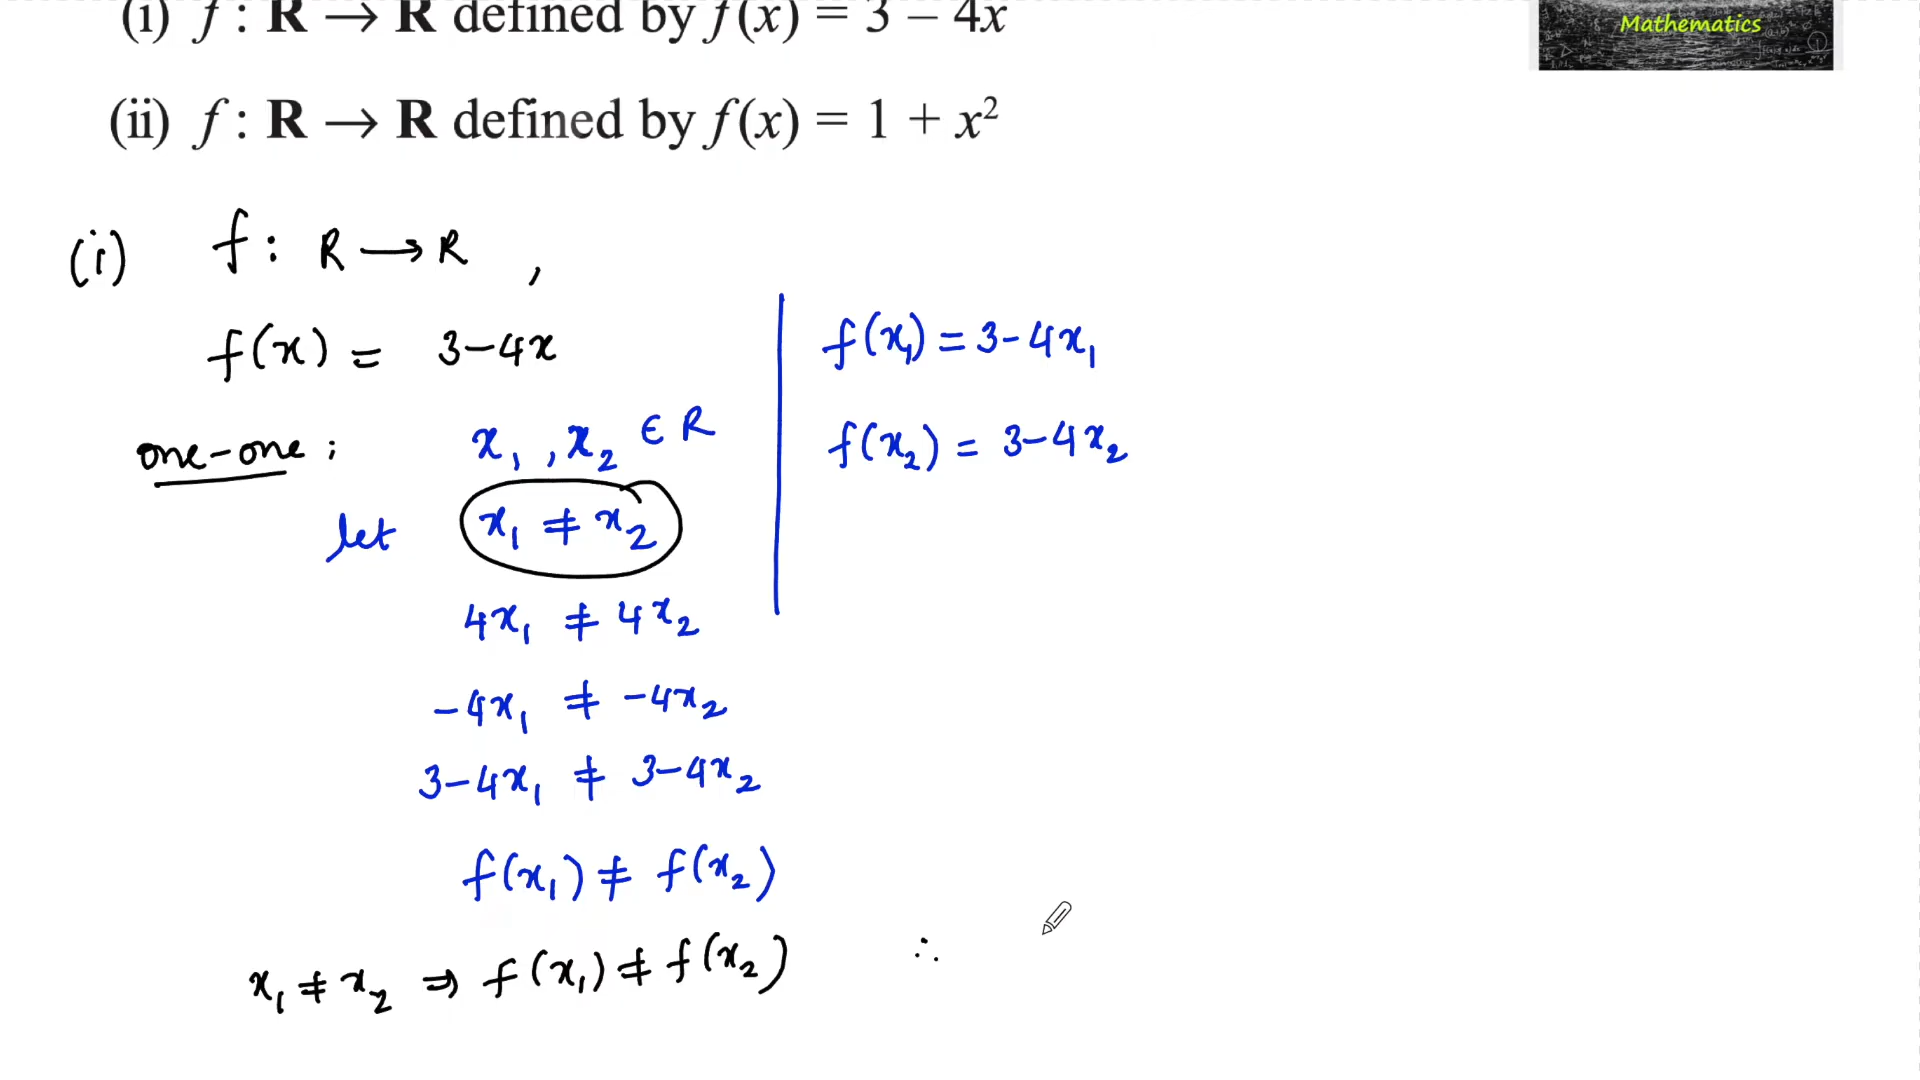 (i) f : R → R defined by f(x) = 3 – 4x
Mathematics
(ii) f : R → R defined by f(x) = 1 + x²
(i) f : R → R ,
f(x) = 3-4x
one-one : x₁ , x₂ ∈ R
let x₁ ≠ x₂
4x₁ ≠ 4x₂
-4x₁ ≠ -4x₂
3-4x₁ ≠ 3-4x₂
f(x₁) ≠ f(x₂)
x₁ ≠ x₂ ⇒ f(x₁) ≠ f(x₂) ∴
f(x₁) = 3-4x₁
f(x₂) = 3-4x₂